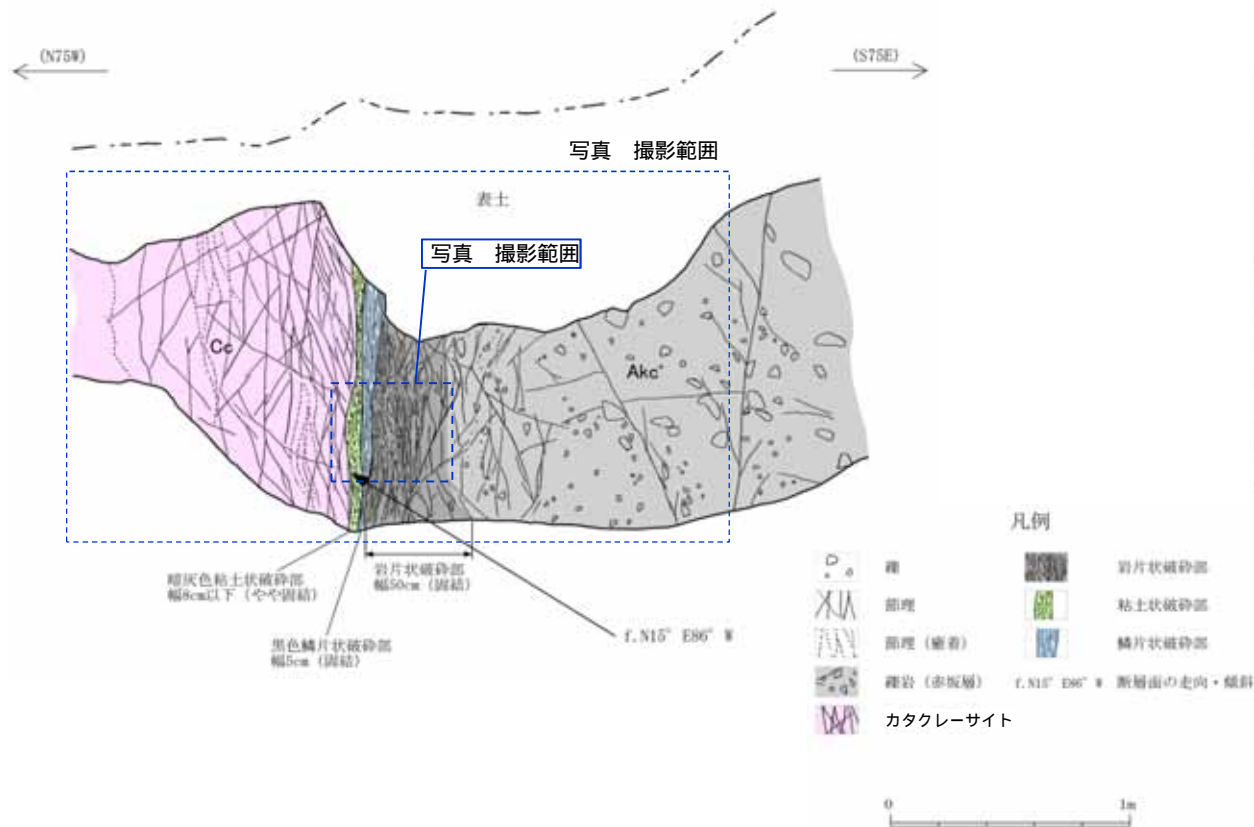 (N75W)
(S75E)
写真　撮影範囲
表土
写真　撮影範囲
Cc
Akc"
暗灰色粘土状破砕部
幅8cm以下（やや固結）
岩片状破砕部
幅50cm（固結）
黒色鱗片状破砕部
幅5cm（固結）
f.N15°E86°W
凡例
礫
岩片状破砕部
節理
粘土状破砕部
節理（癒着）
鱗片状破砕部
礫岩（赤坂層）
f.N15°E86°W 断層面の走向・傾斜
カタクレーサイト
0
1m